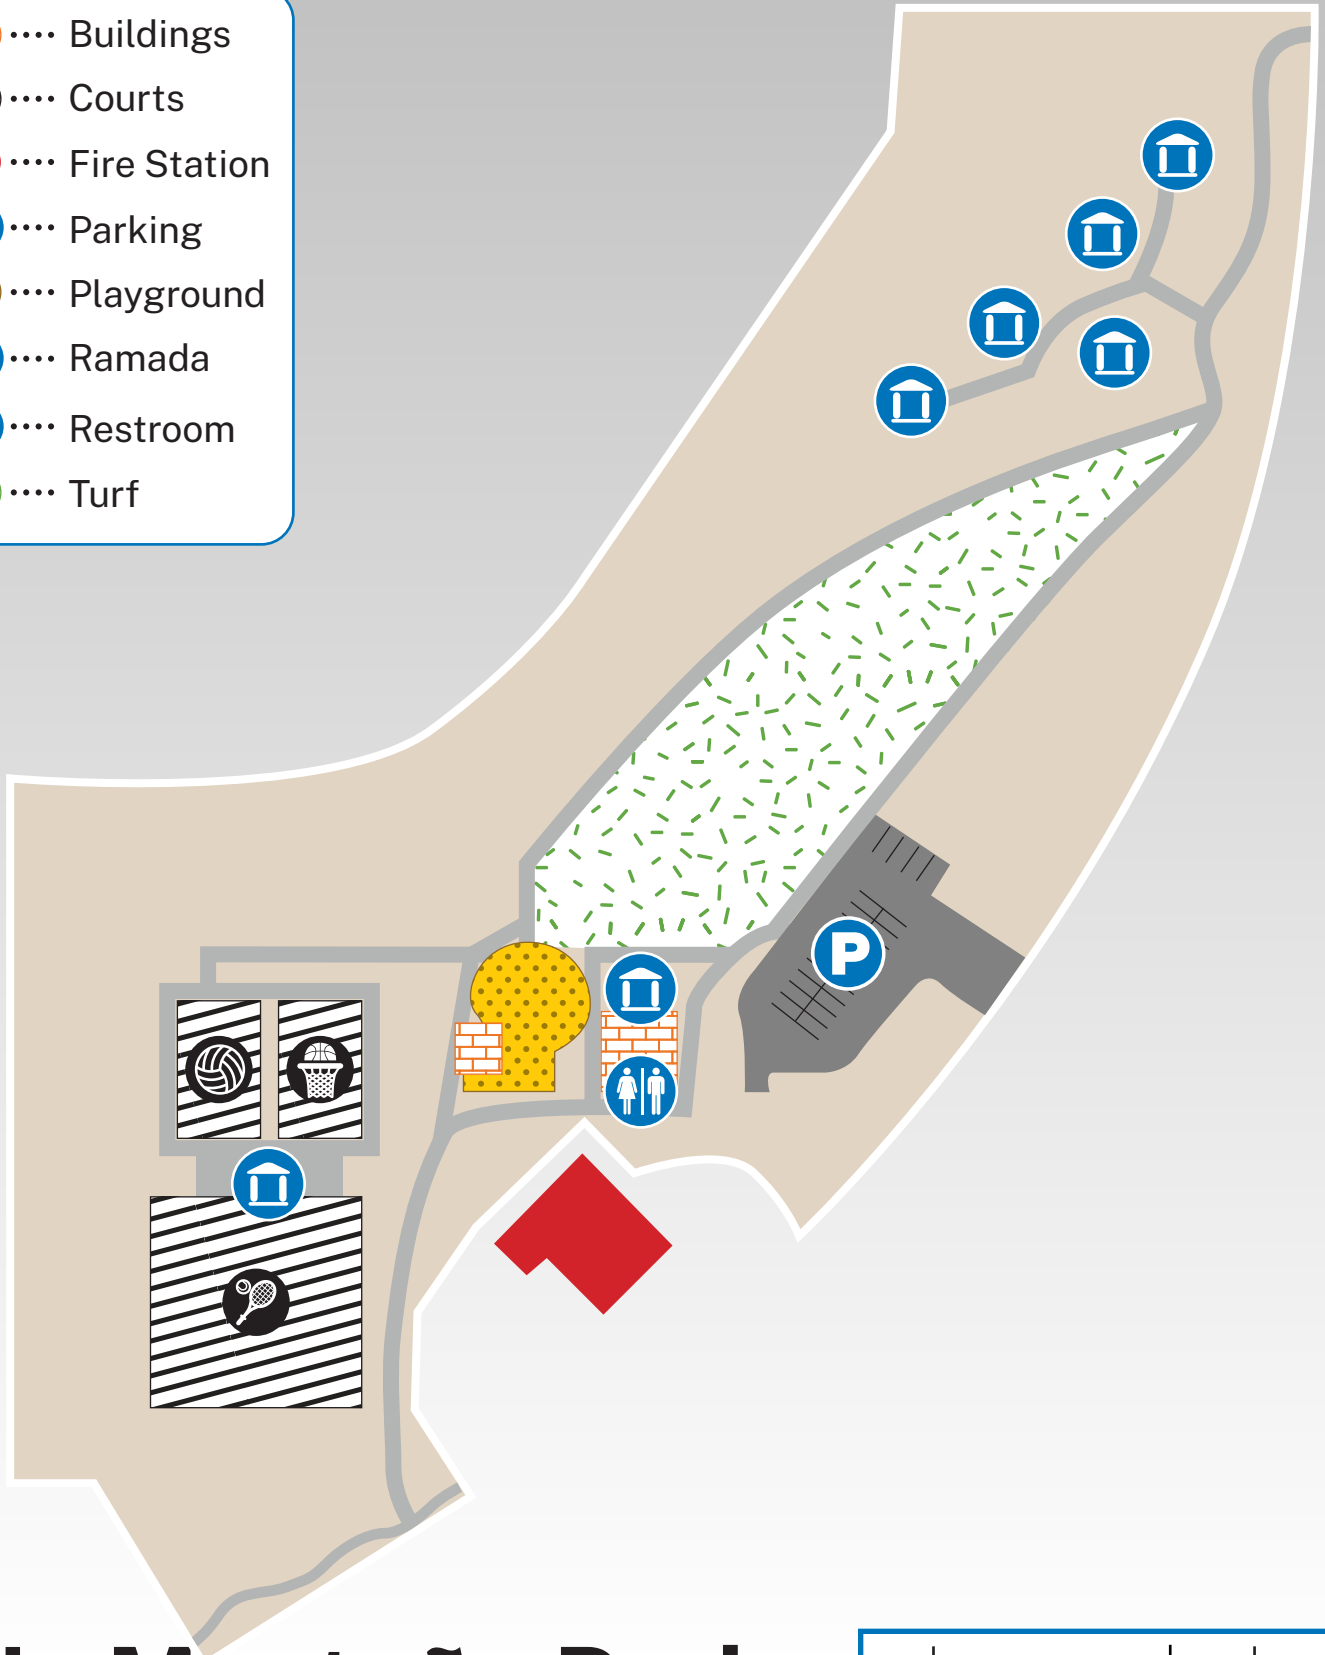 Buildings
Courts
Fire Station
Parking
Playground
Ramada
Restroom
Turf
P